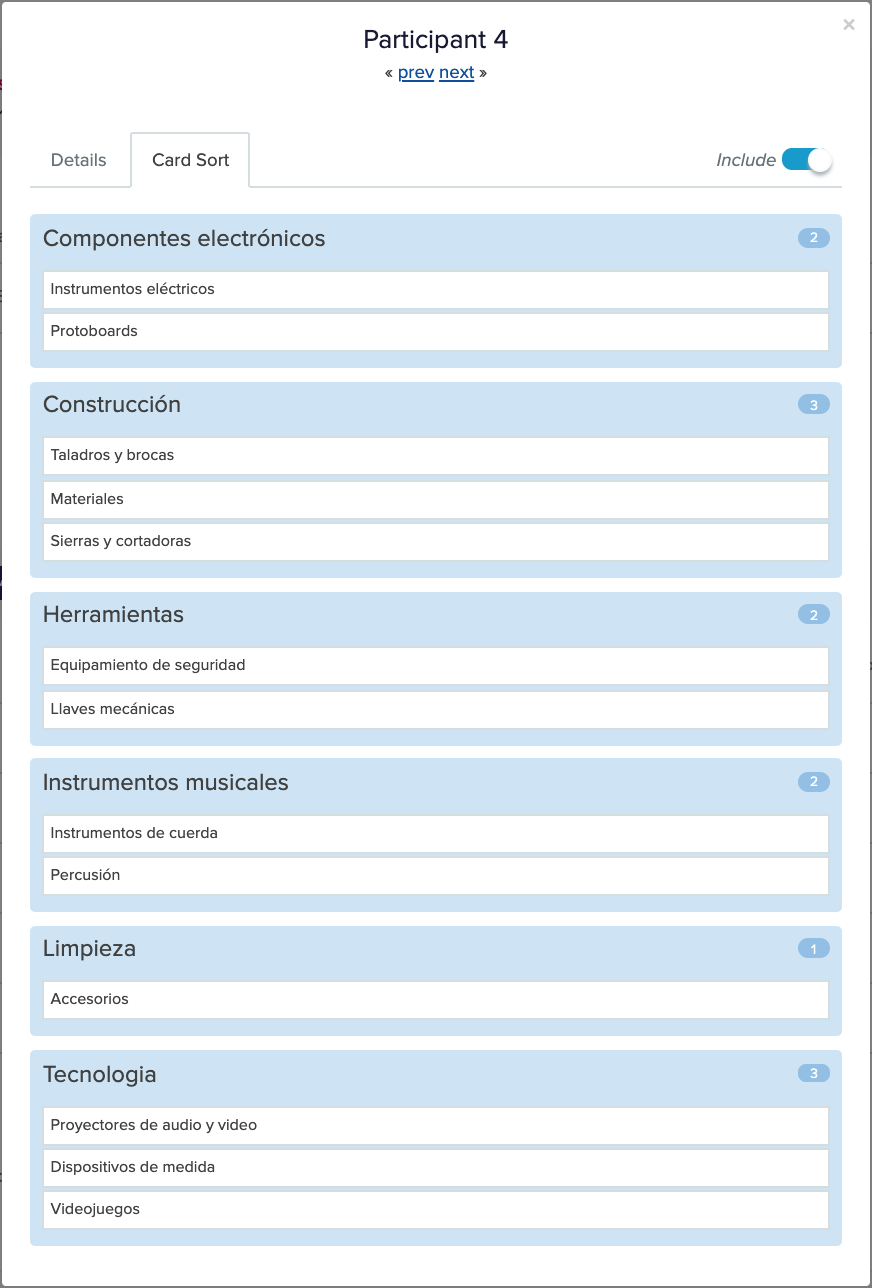 ×
Participant 4
« prev next »
Details
Card Sort
Include
Componentes electrónicos
2
Instrumentos eléctricos
Protoboards
Construcción
3
Taladros y brocas
Materiales
Sierras y cortadoras
Herramientas
2
Equipamiento de seguridad
Llaves mecánicas
Instrumentos musicales
2
Instrumentos de cuerda
Percusión
Limpieza
1
Accesorios
Tecnologia
3
Proyectores de audio y video
Dispositivos de medida
Videojuegos